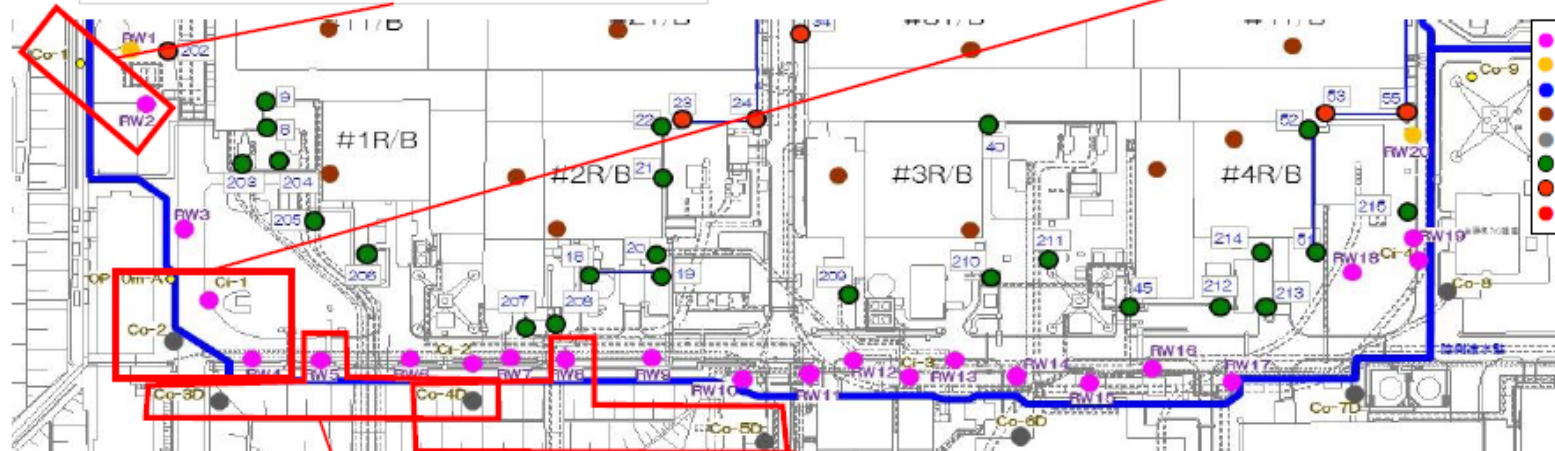 RW1
202
Co-1
34
Co-9
RW2
9
8
#1R/B
22
23
24
#2R/B
21
40
#3R/B
52
53
55
RW20
#4R/B
203
204
205
RW3
206
18
20
19
207
208
209
210
211
45
212
214
213
51
215
RW19
Ci-4
RW18
Co-8
OP 0m-A
Ci-1
Co-2
RW4
RW5
RW6
Ci-2
RW7
RW8
RW9
RW10
RW11
RW12
Ci-3
RW13
RW14
RW15
RW16
RW17
Co-3D
Co-4D
Co-5D
Co-6D
Co-7D